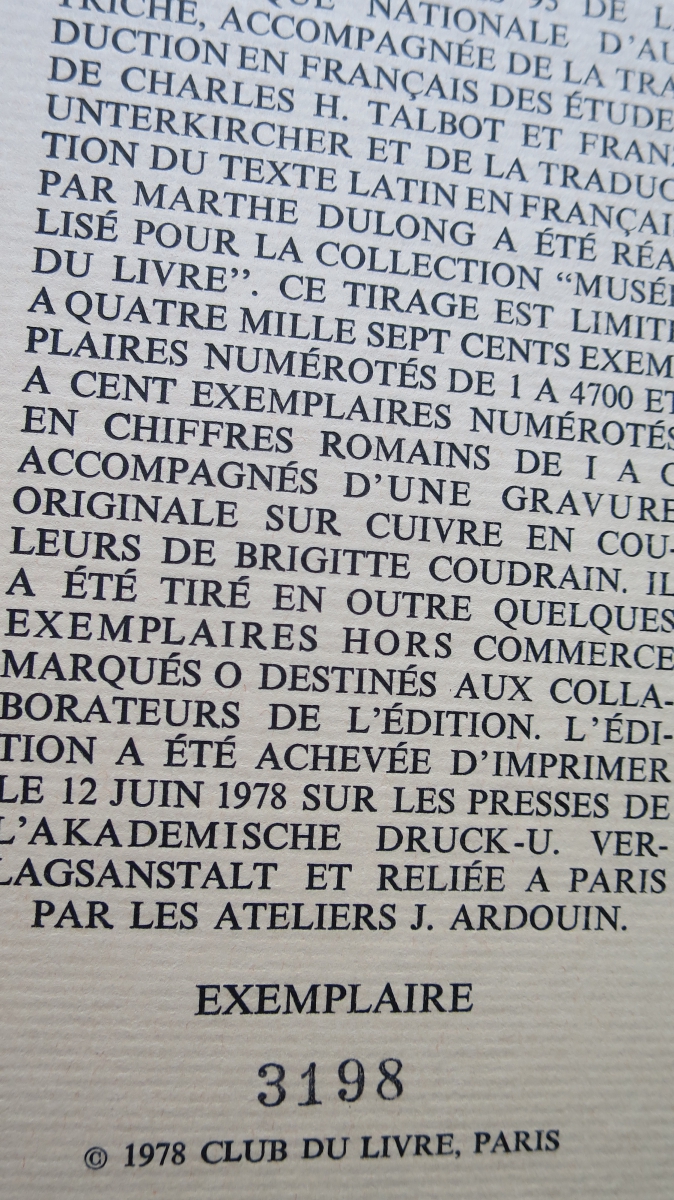 93 DE
NATIONALE D'AU
TRICHE, ACCOMPAGNÉE DE LA TRA
DUCTION EN FRANÇAIS DES ÉTUDE
DE CHARLES H. TALBOT ET FRAN
UNTERKIRCHER ET DE LA TRADUC
TION DU TEXTE LATIN EN FRANÇAI
PAR MARTHE DULONG A ÉTÉ RÉA
LISÉ POUR LA COLLECTION “MUSÉ
DU LIVRE”. CE TIRAGE EST LIMIT
A QUATRE MILLE SEPT CENTS EXEM
PLAIRES NUMÉROTÉS DE 1 A 4700 ET
A CENT EXEMPLAIRES NUMÉROTÉS
EN CHIFFRES ROMAINS DE I A C
ACCOMPAGNÉS D'UNE GRAVURE
ORIGINALE SUR CUIVRE EN COU-
LEURS DE BRIGITTE COUDRAIN. IL
A ÉTÉ TIRÉ EN OUTRE QUELQUES
EXEMPLAIRES HORS COMMERCE
MARQUÉS O DESTINÉS AUX COLLA-
BORATEURS DE L'ÉDITION. L'ÉDI-
TION A ÉTÉ ACHEVÉE D'IMPRIMER
LE 12 JUIN 1978 SUR LES PRESSES DE
L'AKADEMISCHE DRUCK-U. VER-
LAGSANSTALT ET RELIÉE A PARIS
PAR LES ATELIERS J. ARDOUIN.
EXEMPLAIRE
3198
© 1978 CLUB DU LIVRE, PARIS